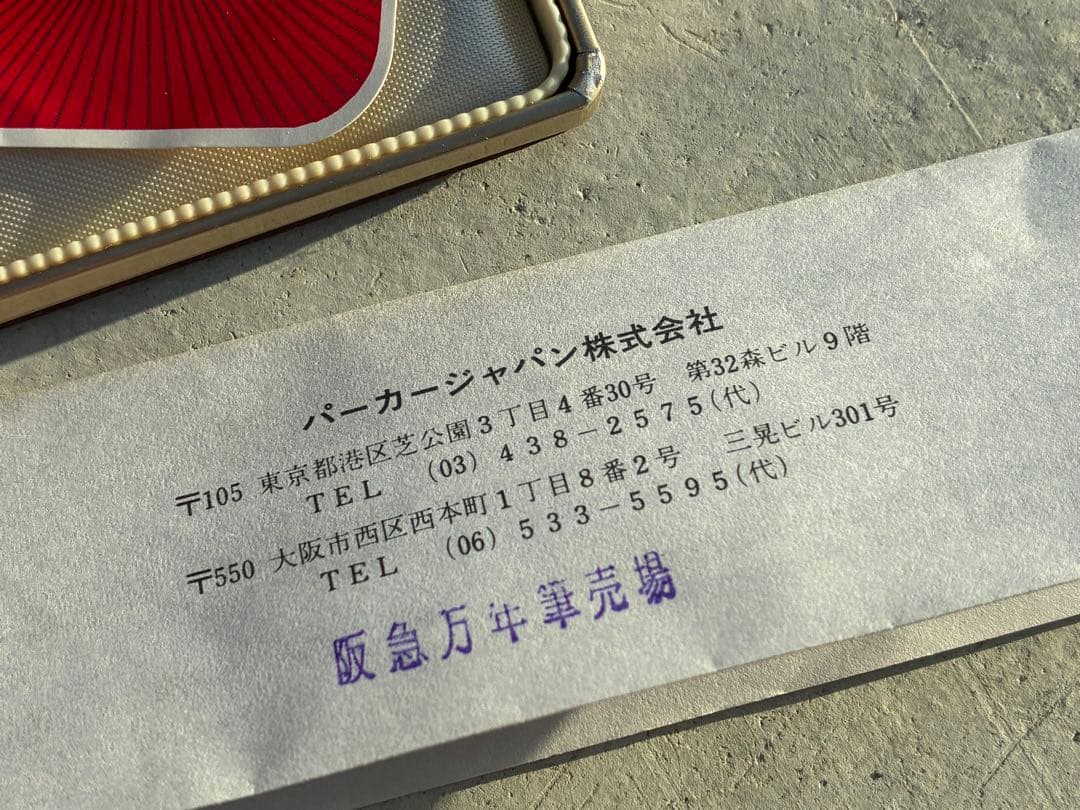 パーカージャパン株式会社
〒105 東京都港区芝公園3丁目4番30号 第32森ビル9階
TEL (03) 438-2575(代)
〒550 大阪市西区西本町1丁目8番2号 三晃ビル301号
TEL (06) 533-5595(代)
阪急万年筆売場